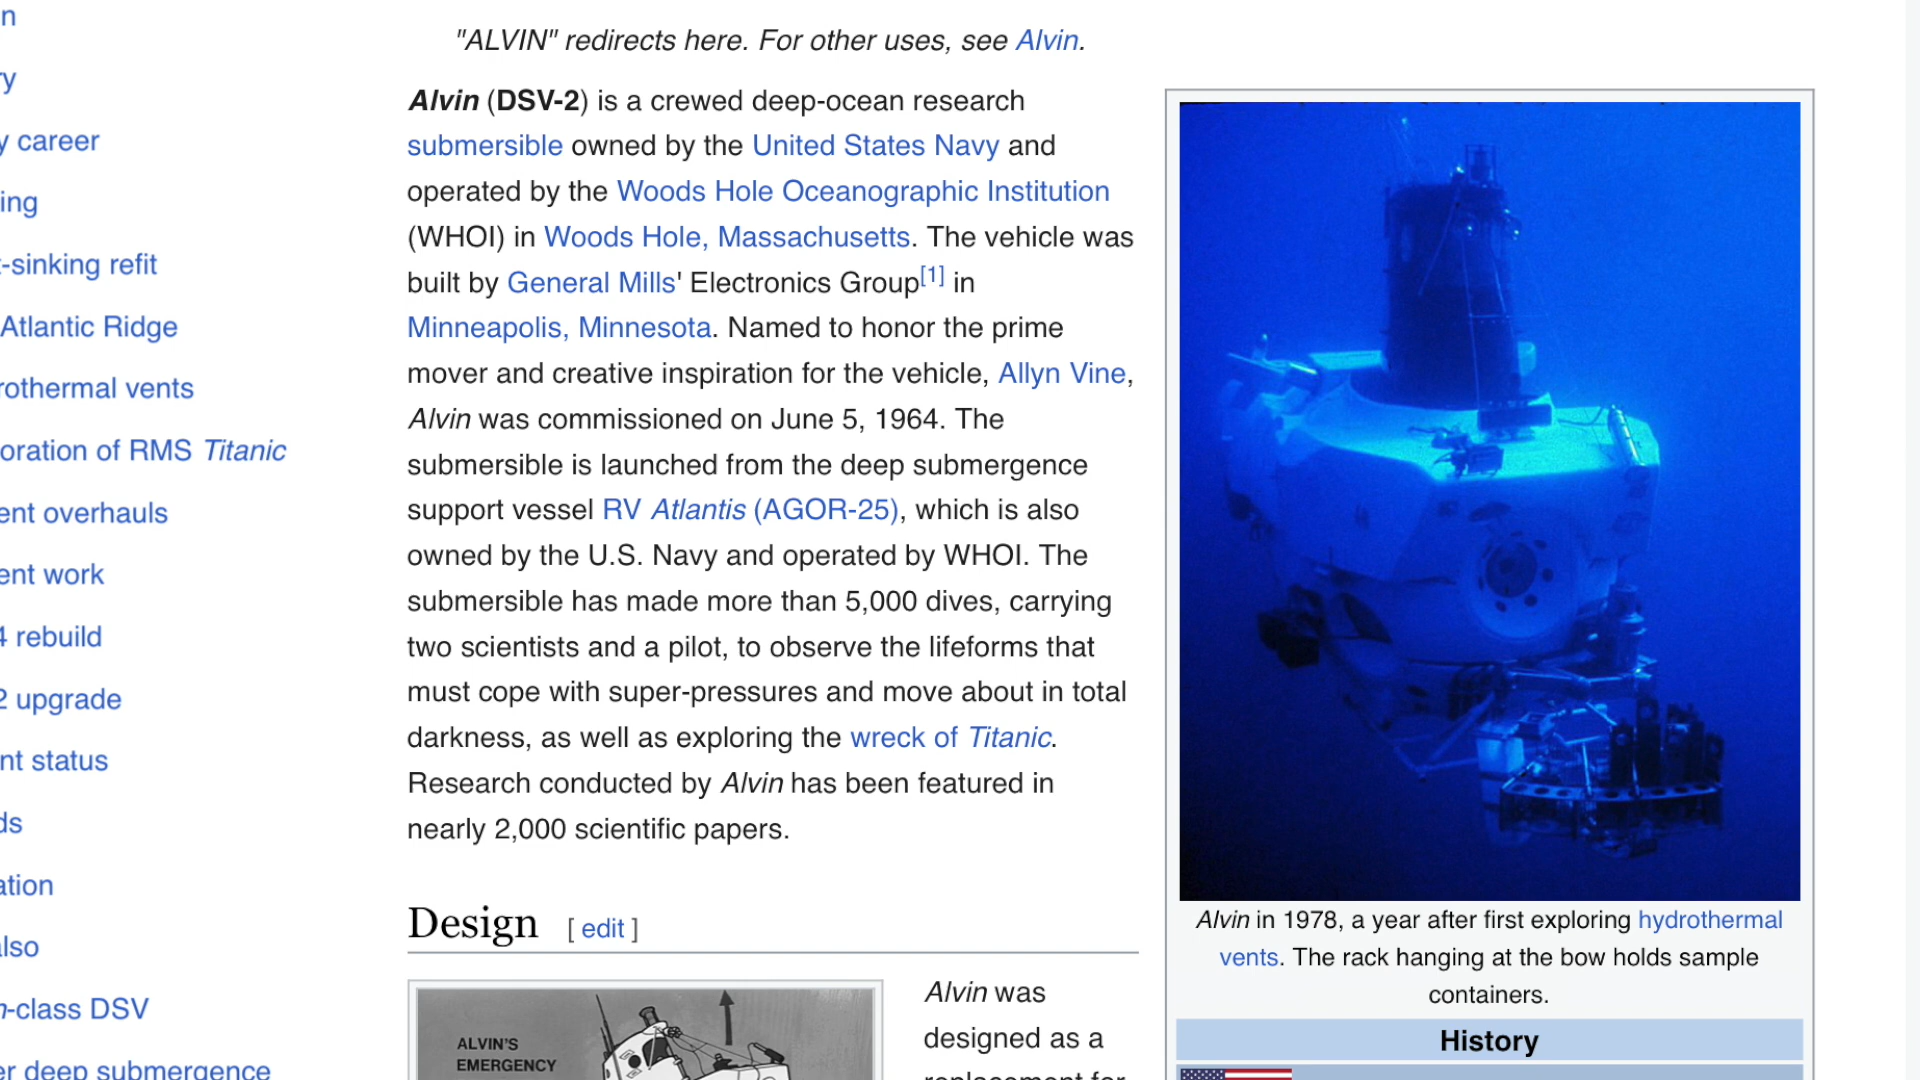 n
ry
y career
ing
t-sinking refit
Atlantic Ridge
rothermal vents
oration of RMS Titanic
ent overhauls
ent work
4 rebuild
2 upgrade
nt status
ds
ation
also
n-class DSV
er deep submergence
"ALVIN" redirects here. For other uses, see Alvin.
Alvin (DSV-2) is a crewed deep-ocean research
submersible owned by the United States Navy and
operated by the Woods Hole Oceanographic Institution
(WHOI) in Woods Hole, Massachusetts. The vehicle was
built by General Mills' Electronics Group[1] in
Minneapolis, Minnesota. Named to honor the prime
mover and creative inspiration for the vehicle, Allyn Vine,
Alvin was commissioned on June 5, 1964. The
submersible is launched from the deep submergence
support vessel RV Atlantis (AGOR-25), which is also
owned by the U.S. Navy and operated by WHOI. The
submersible has made more than 5,000 dives, carrying
two scientists and a pilot, to observe the lifeforms that
must cope with super-pressures and move about in total
darkness, as well as exploring the wreck of Titanic.
Research conducted by Alvin has been featured in
nearly 2,000 scientific papers.
Design [ edit ]
ALVIN'S
EMERGENCY
Alvin was
designed as a
replacement for
Alvin in 1978, a year after first exploring hydrothermal
vents. The rack hanging at the bow holds sample
containers.
History